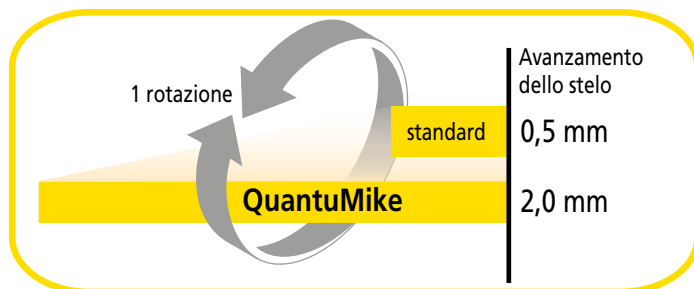 Avanzamento
dello stelo
1 rotazione
standard
0,5 mm
QuantuMike
2,0 mm